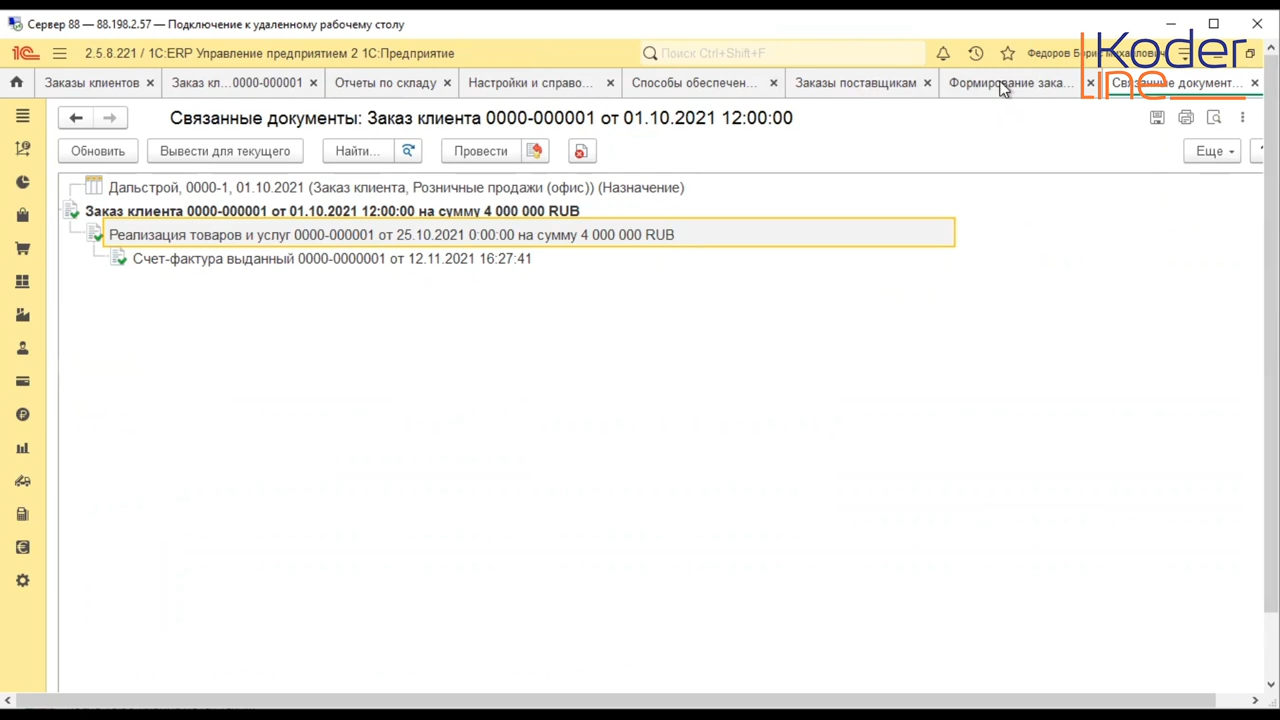 Сервер 88 — 88.198.2.57 — Подключение к удаленному рабочему столу
2.5.8.221 / 1С:ERP Управление предприятием 2 1С:Предприятие
Поиск Ctrl+Shift+F
Федоров Борис Михайлович
Koder
line
Заказы клиентов
Заказ кл....0000-000001
Отчеты по складу
Настройки и справо...
Способы обеспечен...
Заказы поставщикам
Формирование зака...
Связанные документ...
Связанные документы: Заказ клиента 0000-000001 от 01.10.2021 12:00:00
Обновить
Вывести для текущего
Найти...
Провести
Еще
Дальстрой, 0000-1, 01.10.2021 (Заказ клиента, Розничные продажи (офис)) (Назначение)
Заказ клиента 0000-000001 от 01.10.2021 12:00:00 на сумму 4 000 000 RUB
Реализация товаров и услуг 0000-000001 от 25.10.2021 0:00:00 на сумму 4 000 000 RUB
Счет-фактура выданный 0000-0000001 от 12.11.2021 16:27:41